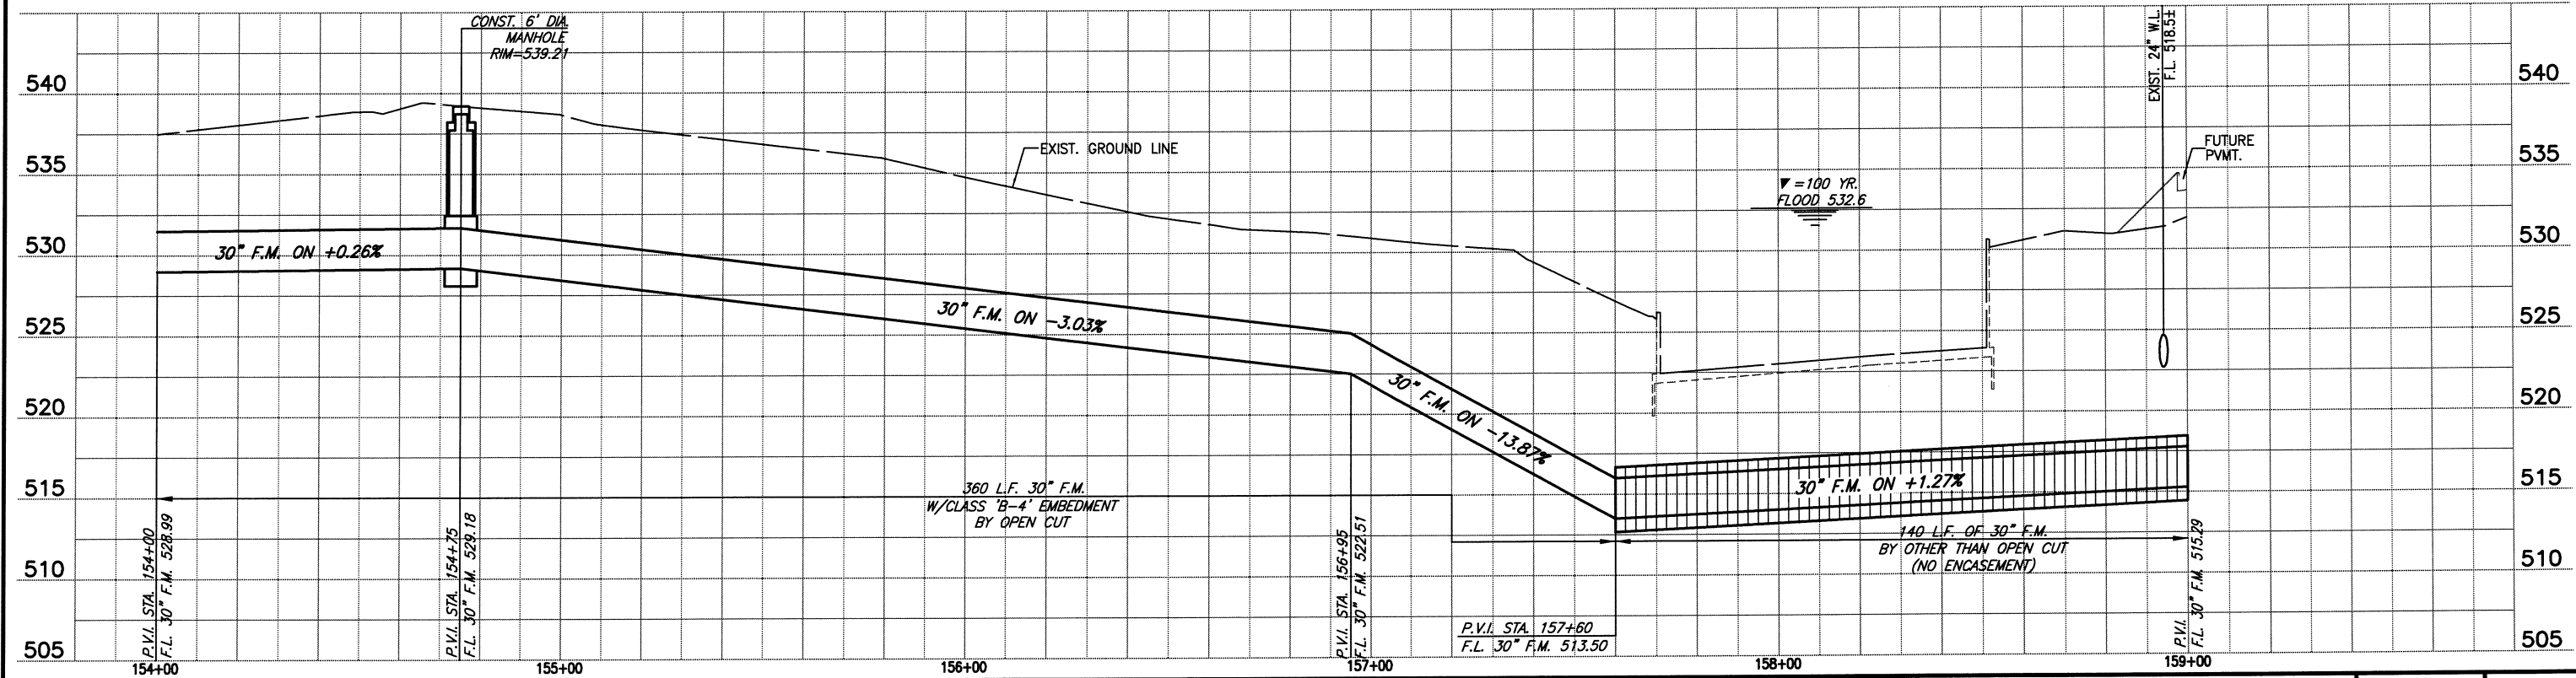 CONST. 6' DIA.
MANHOLE
RIM=539.21
EXIST. 24" W.L.
F.L. 518.5±
540
540
EXIST. GROUND LINE
FUTURE
PVMT.
535
535
▼=100 YR.
FLOOD 532.6
530
530
30" F.M. ON +0.26%
525
525
30" F.M. ON -3.03%
520
520
30" F.M. ON -13.87%
515
515
30" F.M. ON +1.27%
360 L.F. 30" F.M.
W/CLASS 'B-4' EMBEDMENT
BY OPEN CUT
140 L.F. OF 30" F.M.
BY OTHER THAN OPEN CUT
(NO ENCASEMENT)
510
510
P.V.I. STA. 154+00
F.L. 30" F.M. 528.99
P.V.I. STA. 154+75
F.L. 30" F.M. 529.18
P.V.I. STA. 156+95
F.L. 30" F.M. 522.51
P.V.I. STA. 157+60
F.L. 30" F.M. 513.50
P.V.I.
F.L. 30" F.M. 515.29
505
505
154+00
155+00
156+00
157+00
158+00
159+00